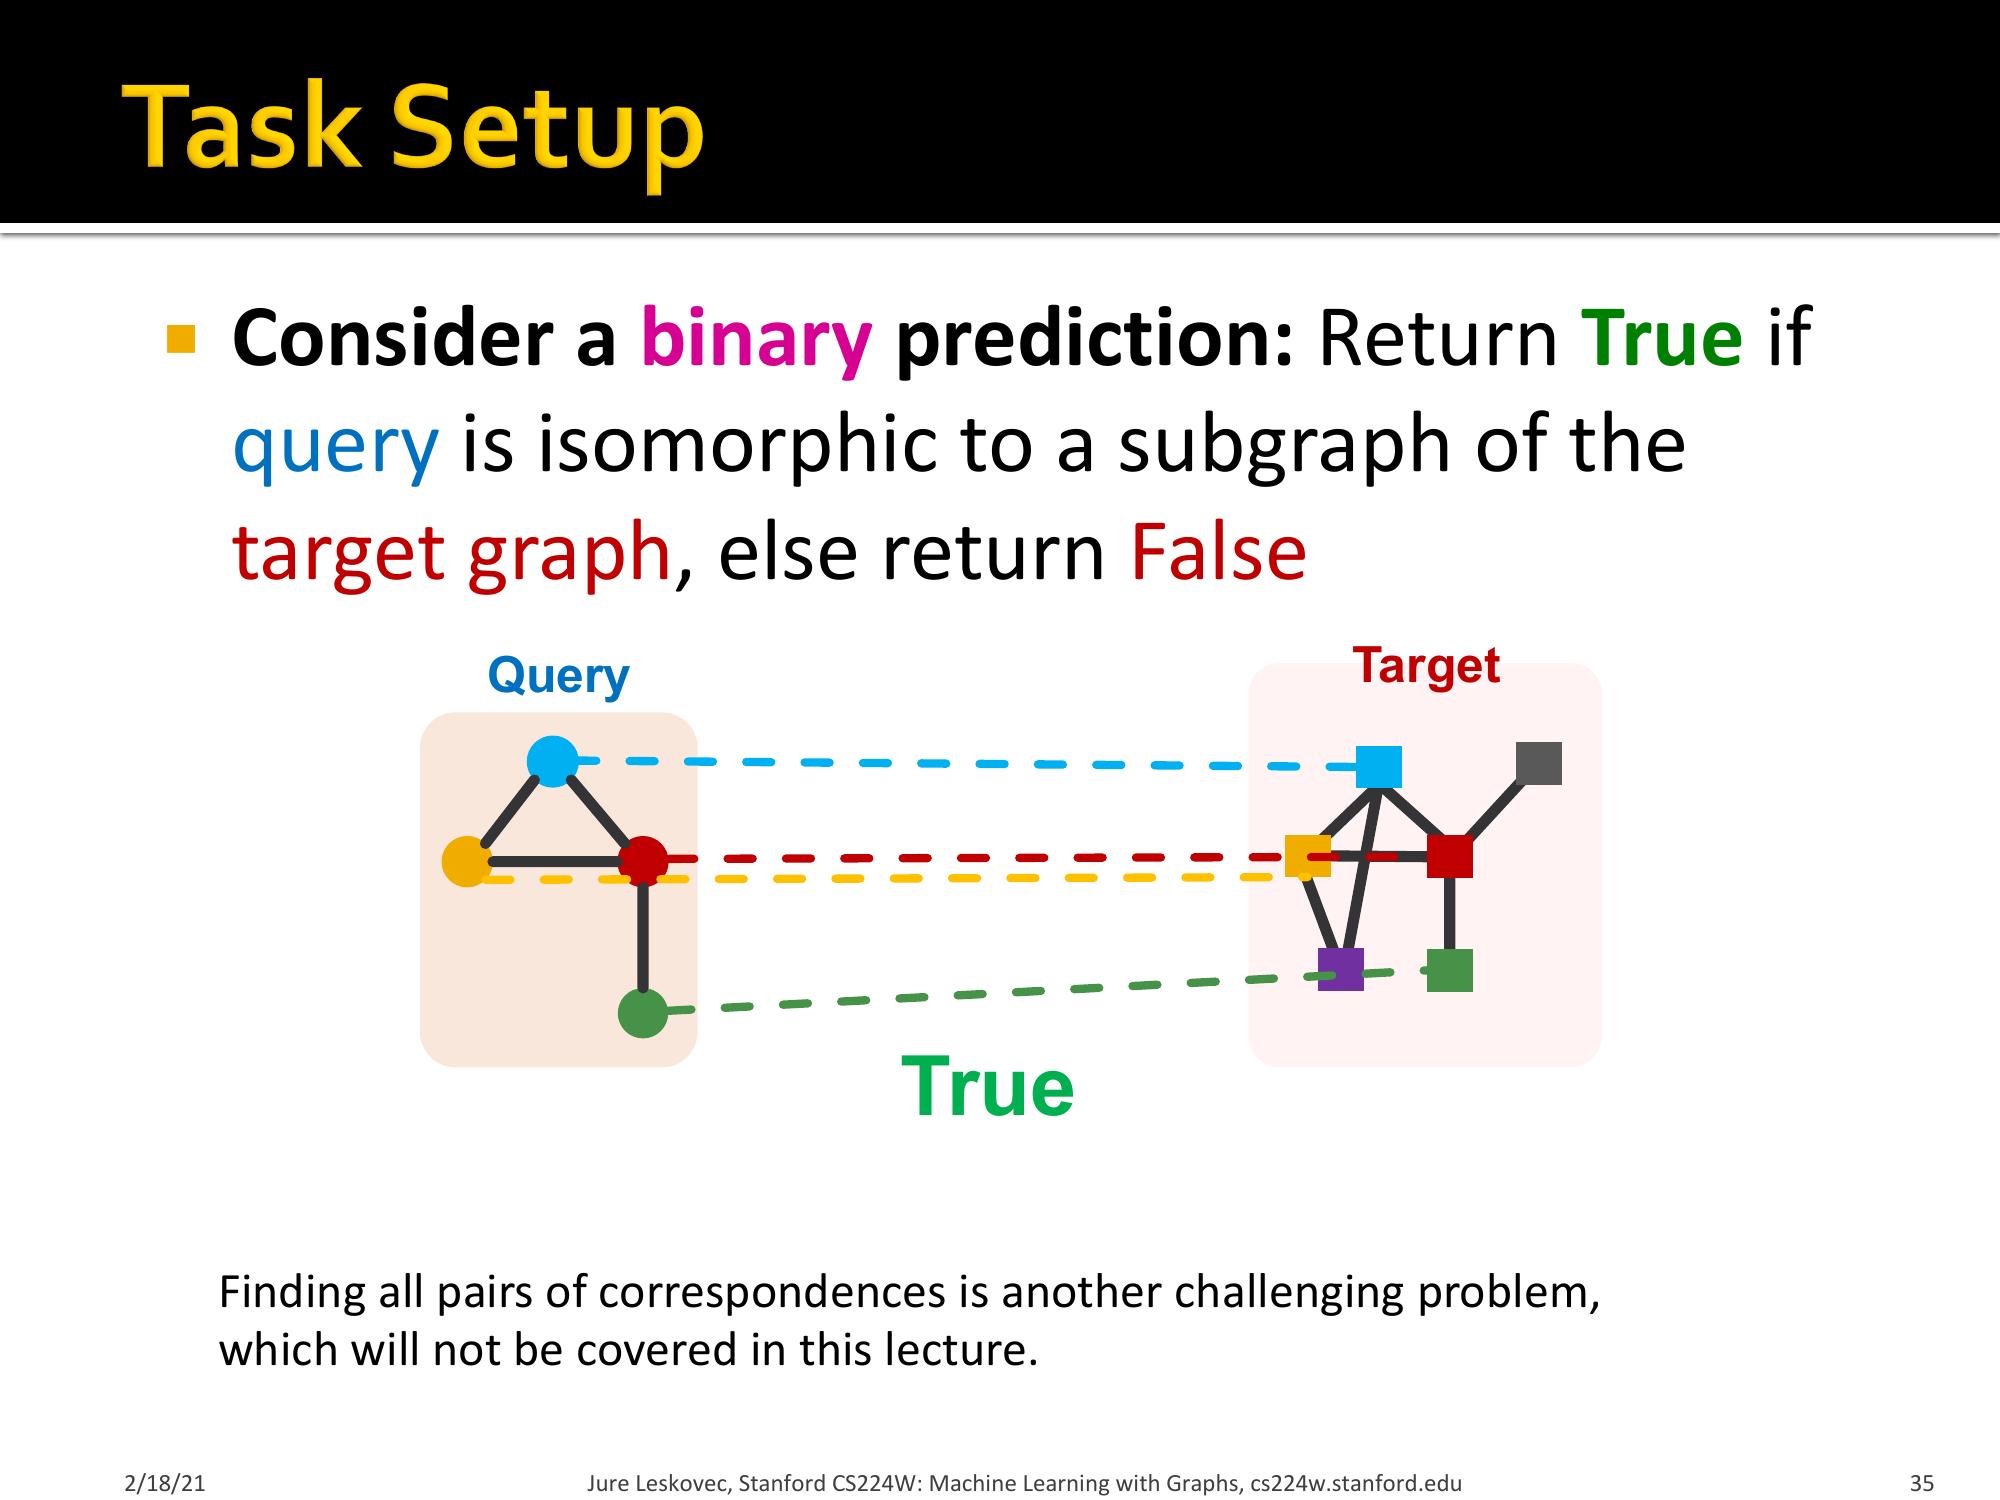 Task Setup
Consider a binary prediction: Return True if
query is isomorphic to a subgraph of the
target graph, else return False
Query
Target
True
Finding all pairs of correspondences is another challenging problem,
which will not be covered in this lecture.
2/18/21
Jure Leskovec, Stanford CS224W: Machine Learning with Graphs, cs224w.stanford.edu
35